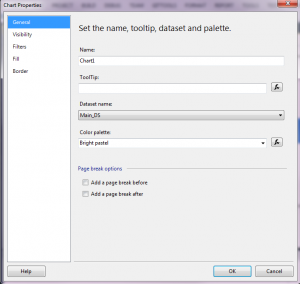 Chart Properties
General
Visibility
Filters
Fill
Border
Set the name, tooltip, dataset and palette.
Name:
Chart1
ToolTip:
fx
Dataset name:
Main_DS
Color palette:
Bright pastel
fx
Page break options
Add a page break before
Add a page break after
Help
OK
Cancel